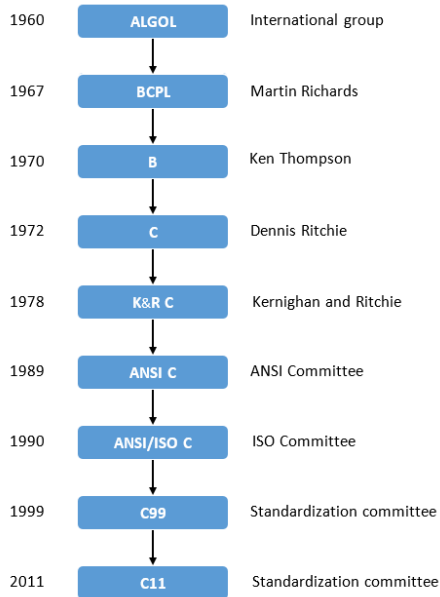 1960 ALGOL International group
1967 BCPL Martin Richards
1970 B Ken Thompson
1972 C Dennis Ritchie
1978 K&R C Kernighan and Ritchie
1989 ANSI C ANSI Committee
1990 ANSI/ISO C ISO Committee
1999 C99 Standardization committee
2011 C11 Standardization committee